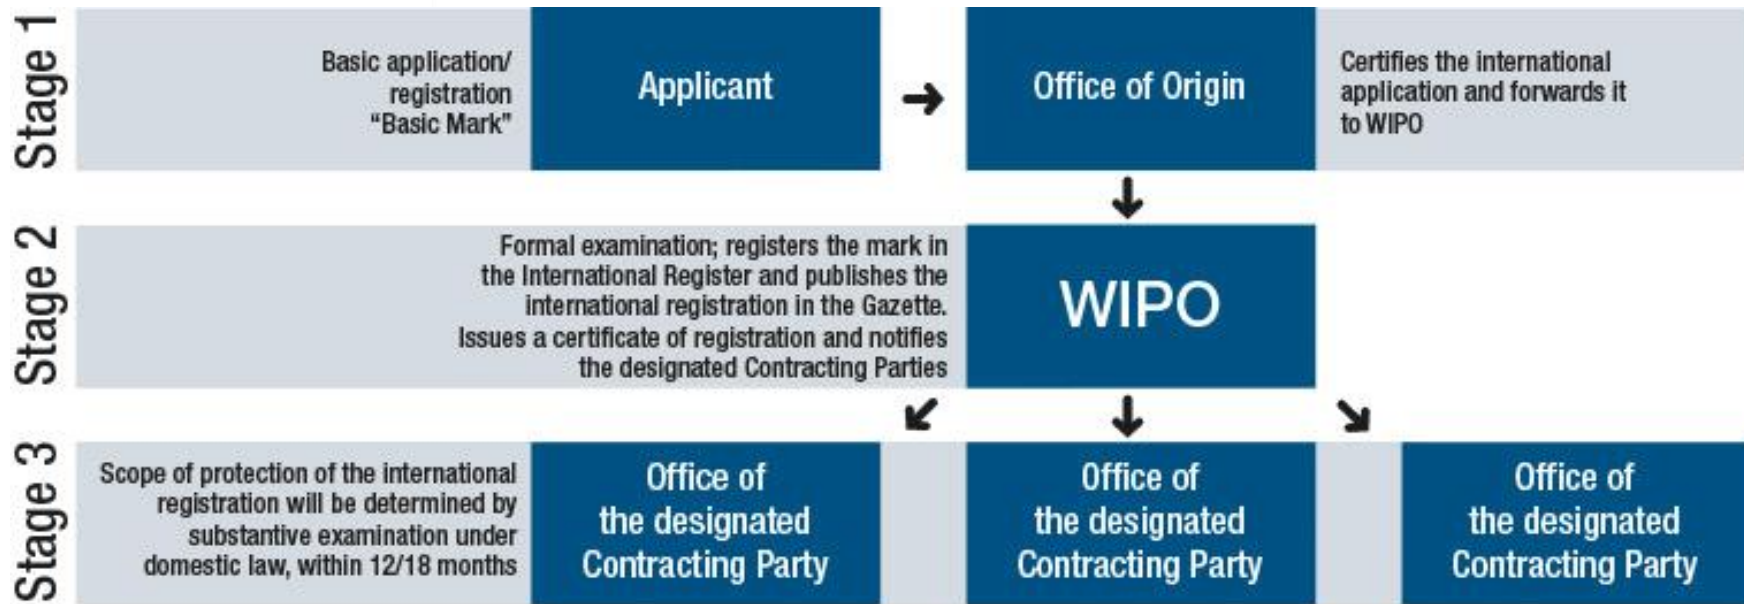 Stage 1
Basic application/
registration
“Basic Mark”
Applicant
Office of Origin
Certifies the international
application and forwards it
to WIPO
Stage 2
Formal examination; registers the mark in
the International Register and publishes the
international registration in the Gazette.
Issues a certificate of registration and notifies
the designated Contracting Parties
WIPO
Stage 3
Scope of protection of the international
registration will be determined by
substantive examination under
domestic law, within 12/18 months
Office of
the designated
Contracting Party
Office of
the designated
Contracting Party
Office of
the designated
Contracting Party